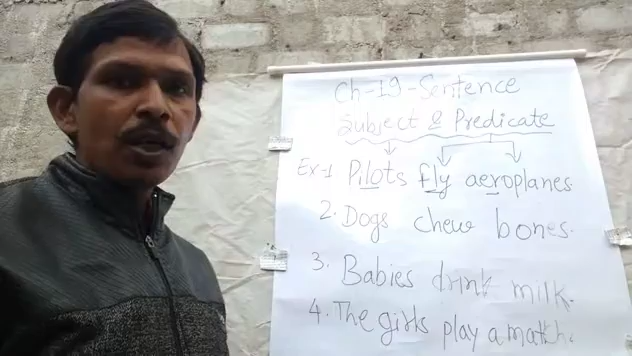 Ch-19-Sentence
Subject & Predicate
Ex-1 Pilots fly aeroplanes
2. Dogs chew bones.
3. Babies drink milk.
4. The girls play a match.